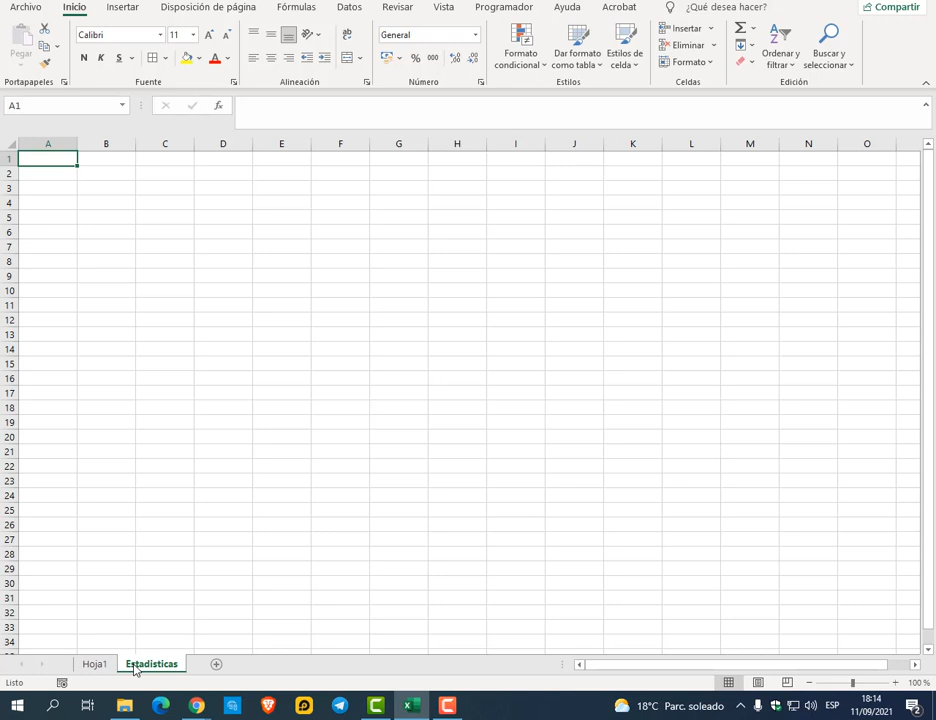 Archivo Inicio Insertar Disposición de página Fórmulas Datos Revisar Vista Programador Ayuda Acrobat ¿Qué desea hacer? Compartir
Pegar
Calibri 11
N K S
General
% 000
Formato condicional
Dar formato como tabla
Estilos de celda
Insertar
Eliminar
Formato
Ordenar y filtrar
Buscar y seleccionar
Portapapeles Fuente Alineación Número Estilos Celdas Edición
A1 fx
A B C D E F G H I J K L M N O
1
2
3
4
5
6
7
8
9
10
11
12
13
14
15
16
17
18
19
20
21
22
23
24
25
26
27
28
29
30
31
32
33
34
Hoja1 Estadisticas
Listo 100 %
18°C Parc. soleado ESP 18:14
11/09/2021 2